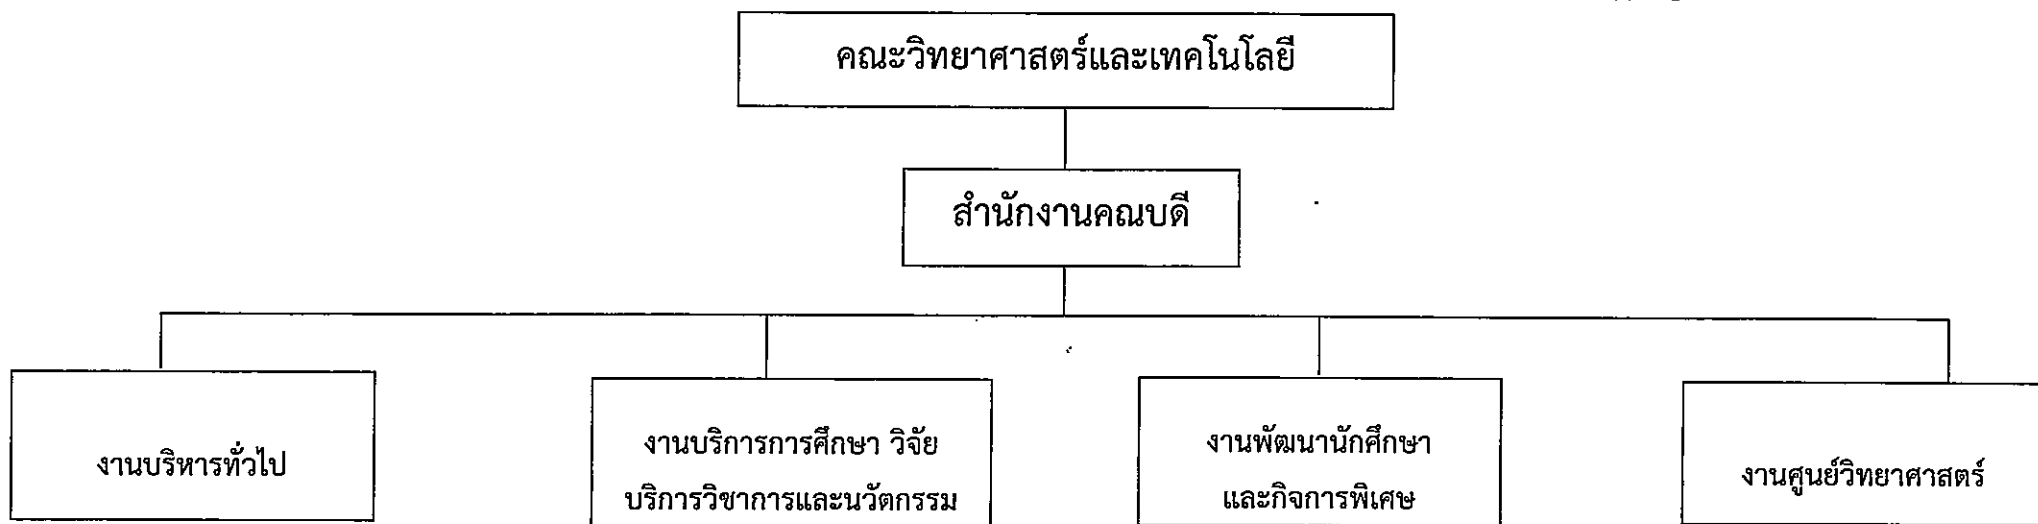 คณะวิทยาศาสตร์และเทคโนโลยี
สำนักงานคณบดี
งานบริหารทั่วไป
งานบริการการศึกษา วิจัย
บริการวิชาการและนวัตกรรม
งานพัฒนานักศึกษา
และกิจการพิเศษ
งานศูนย์วิทยาศาสตร์